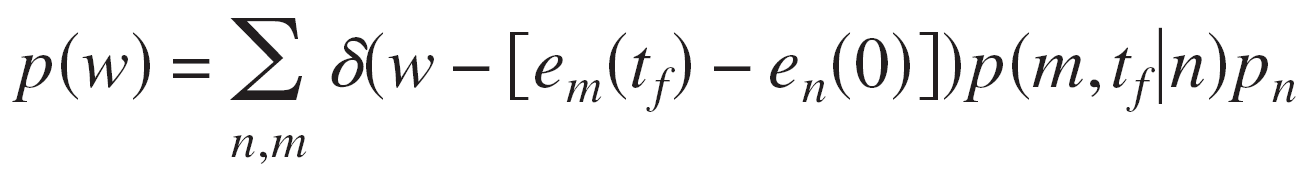 p(w) = ∑ δ(w − [e_m(t_f) − e_n(0)])p(m,t_f|n)p_n
n,m